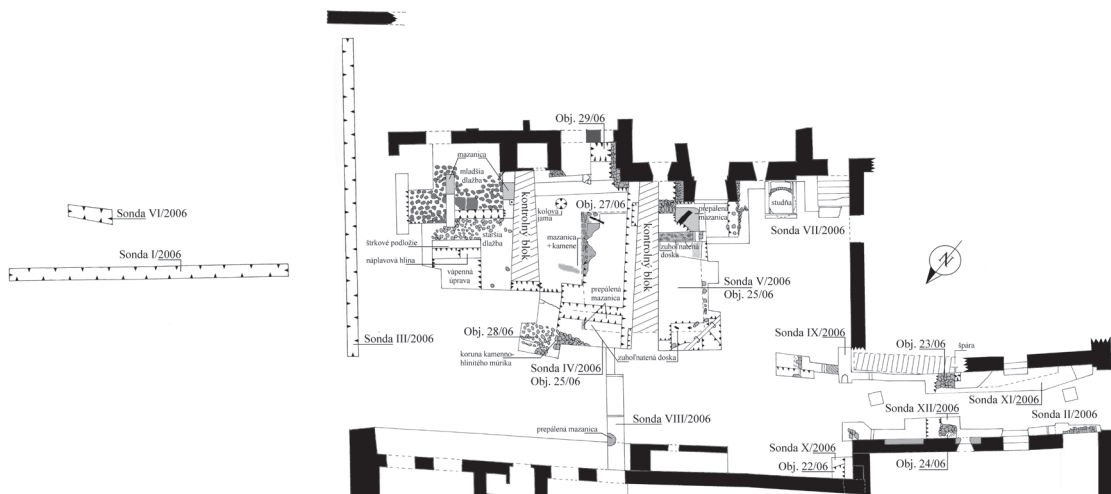 Obj. 29/06
mazanica
mladšia
dlažba
kontrolný blok
kolová
jama
Obj. 27/06
kontrolný blok
prepálená
mazanica
studňa
Sonda VI/2006
Sonda VII/2006
staršia
dlažba
mazanica
+kamene
štrkové podložie
náplavová hlina
zuhoľnatená
doska
Sonda I/2006
vápenná
úprava
Sonda V/2006
Obj. 25/06
prepálená
mazanica
N
Sonda III/2006
Obj. 28/06
koruna kamenno-
hlinitého múrika
zuhoľnatená doska
Sonda IV/2006
Obj. 25/06
Sonda IX/2006
Obj. 23/06
špára
Sonda XI/2006
Sonda XII/2006
Sonda II/2006
Sonda VIII/2006
prepálená mazanica
Sonda X/2006
Obj. 22/06
Obj. 24/06